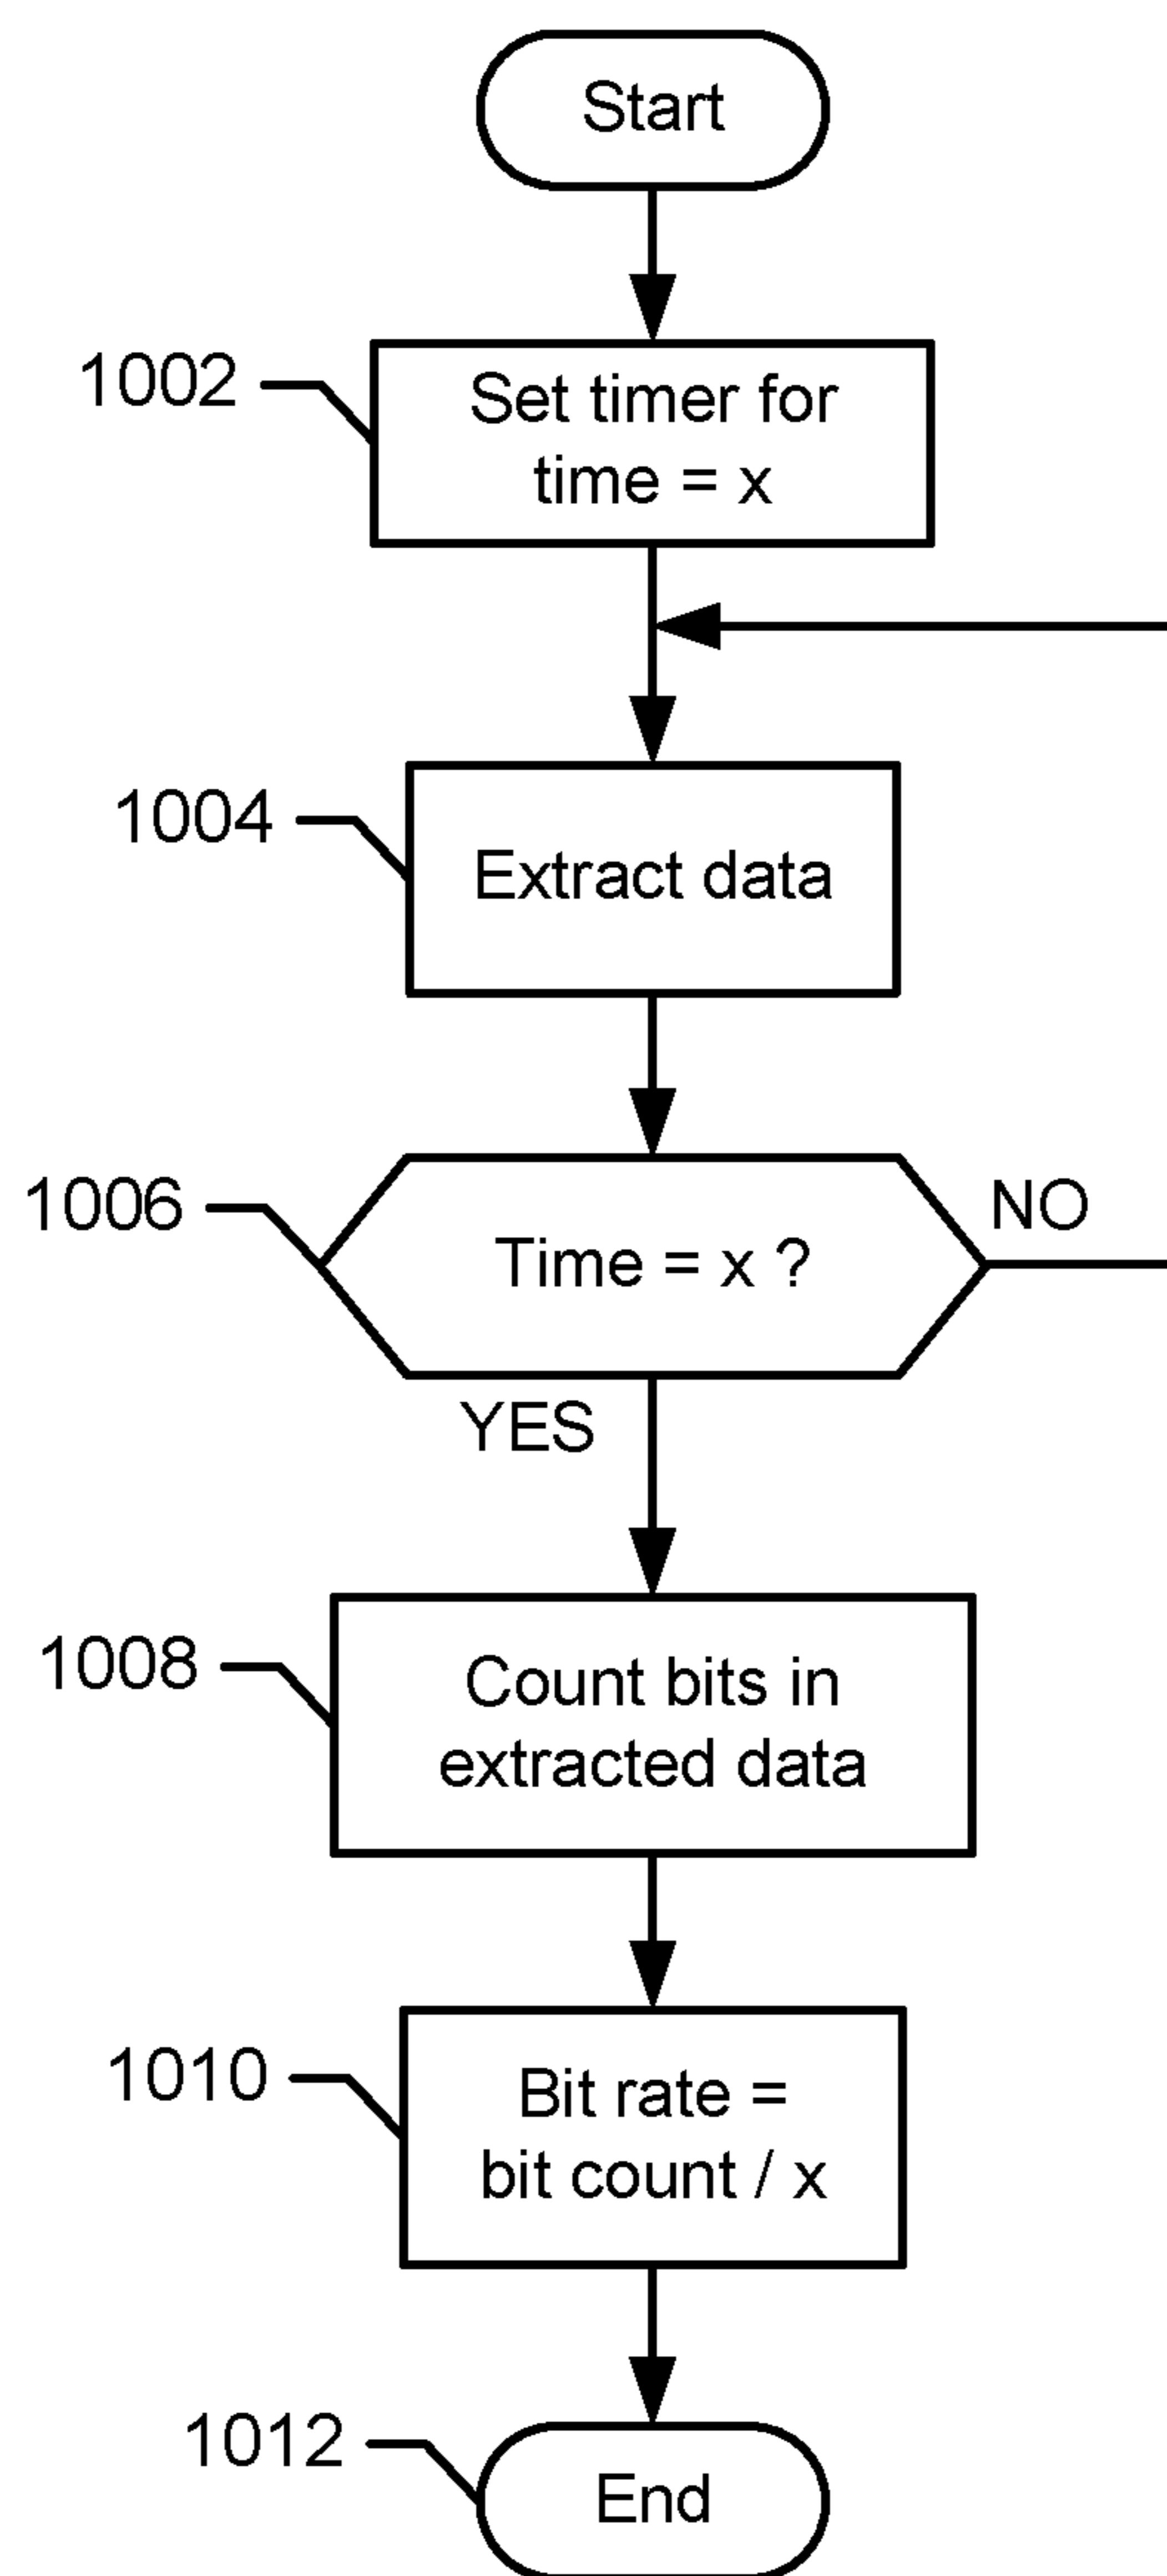 Start
1002
Set timer for
time = x
1004
Extract data
1006
Time = x ?
NO
YES
1008
Count bits in
extracted data
1010
Bit rate =
bit count / x
1012
End